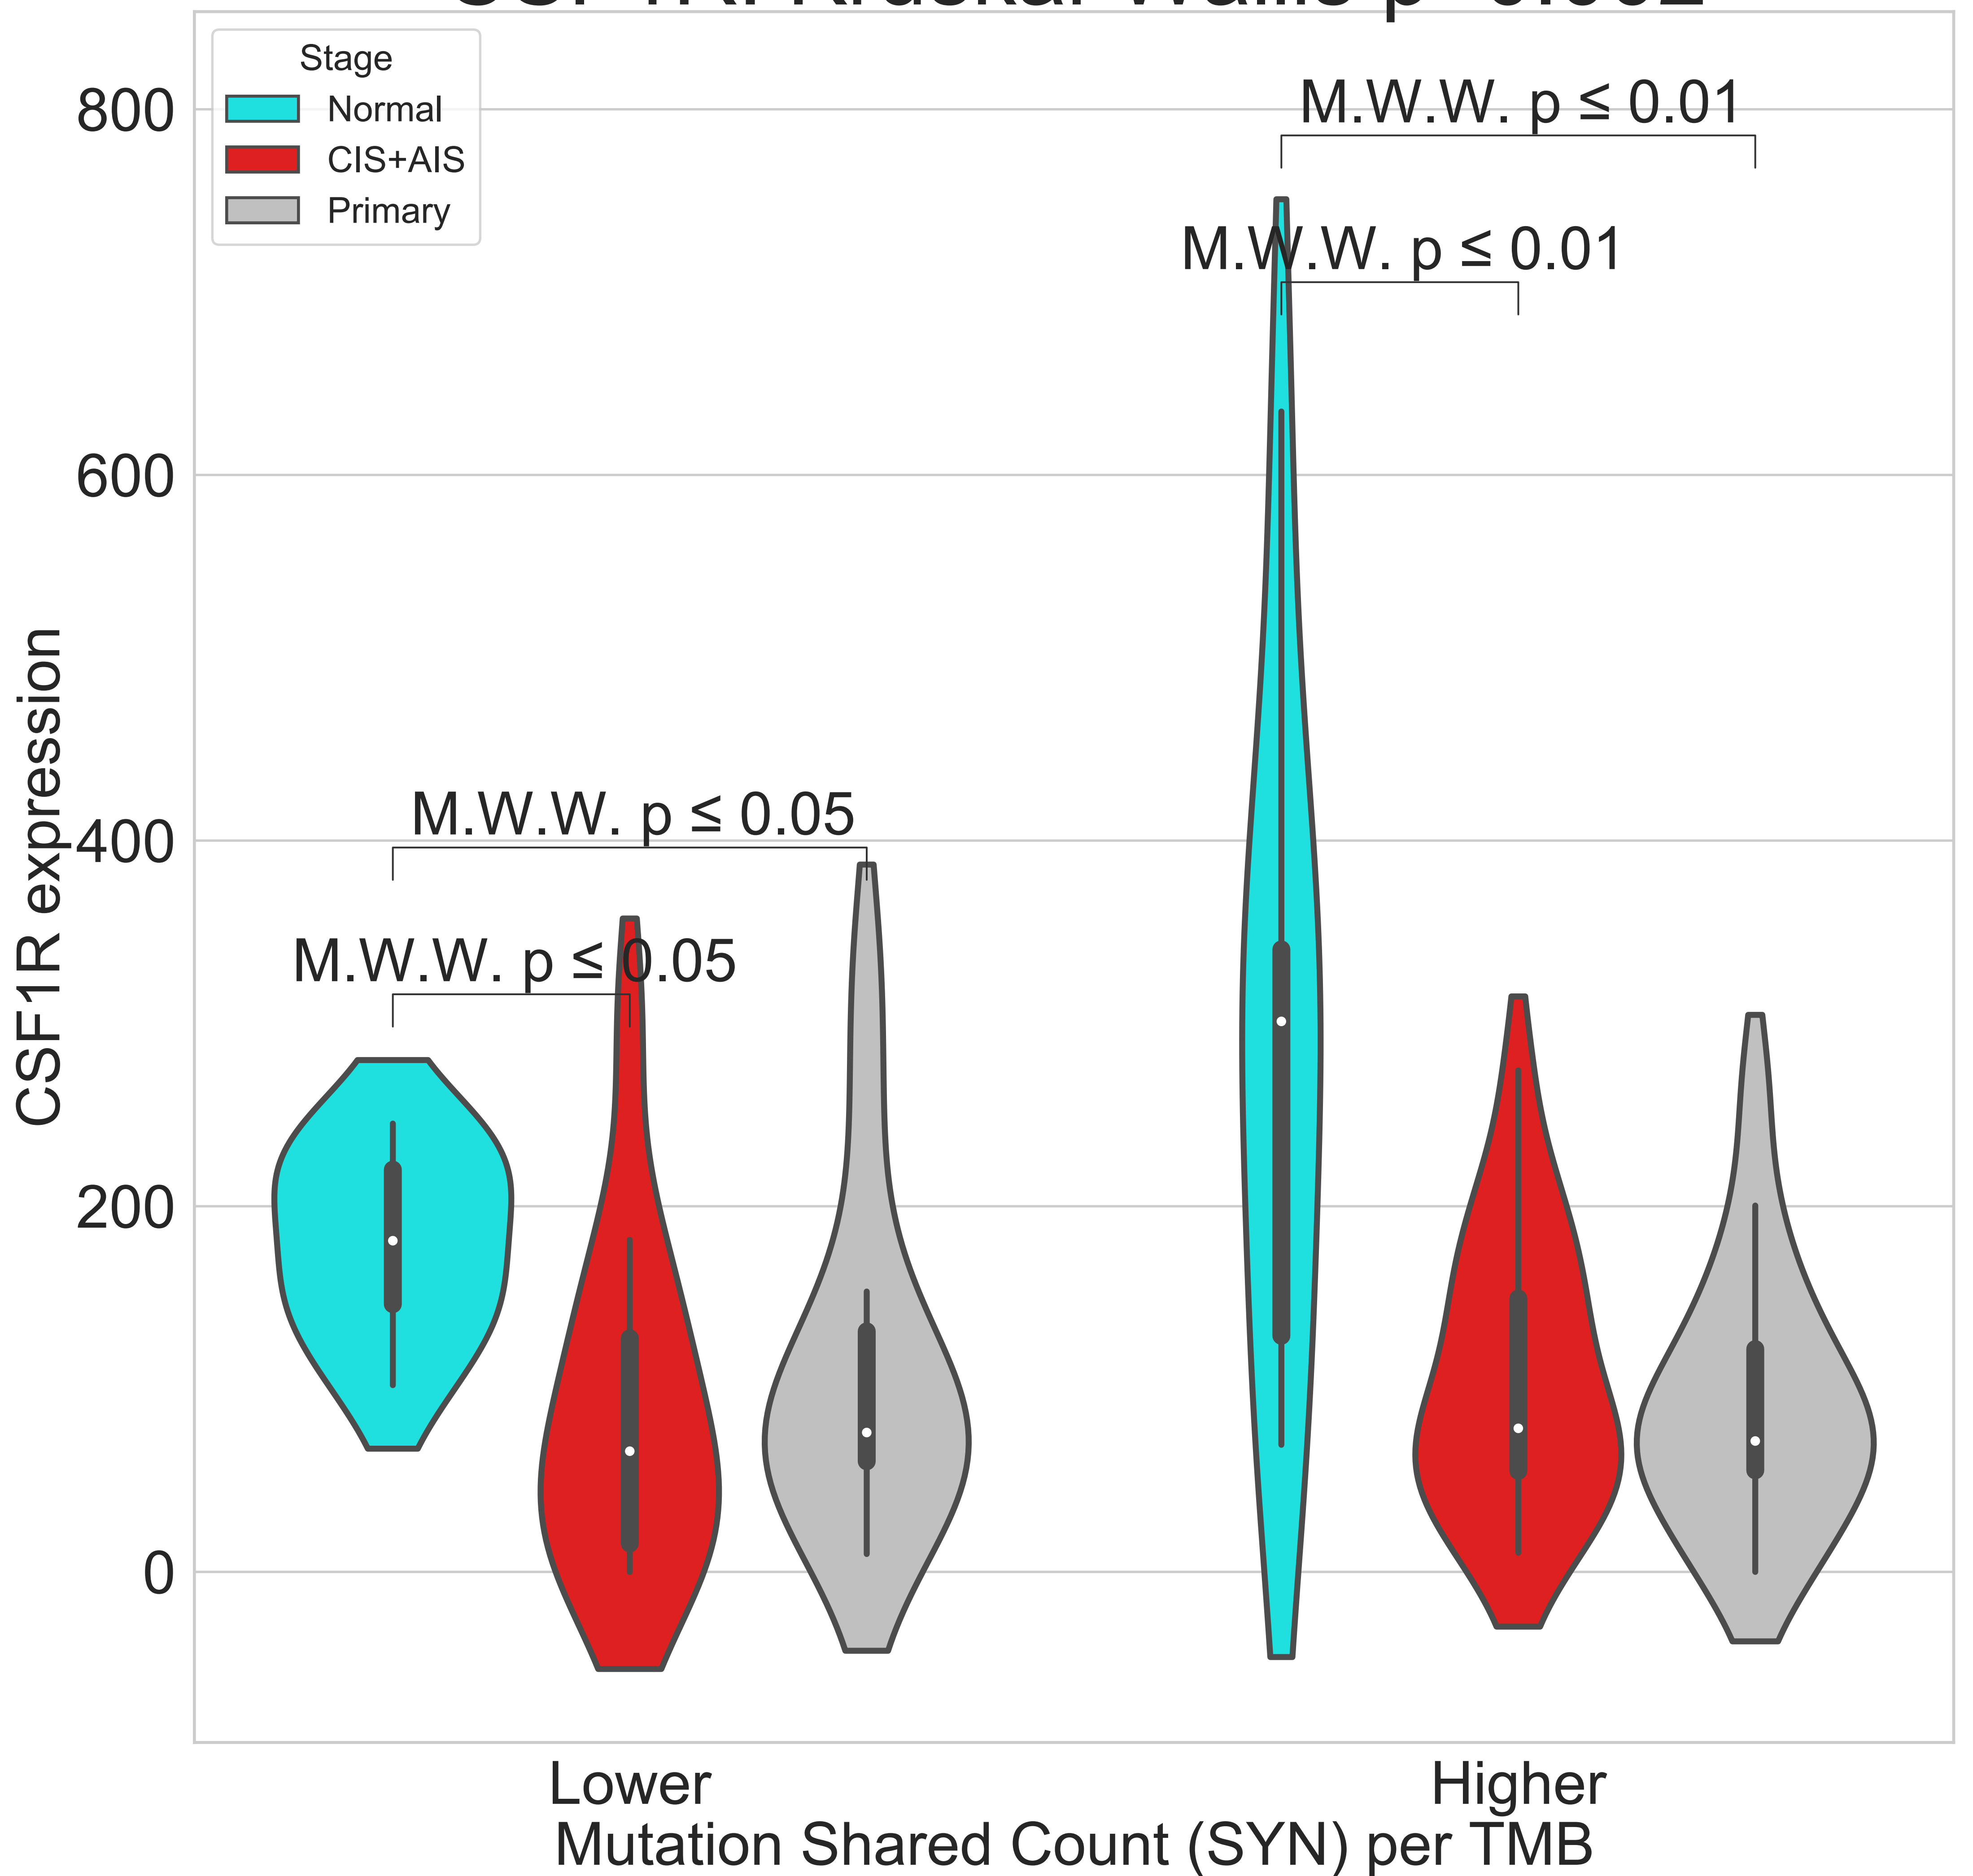 Stage
Normal
CIS+AIS
Primary
800
600
400
200
0
CSF1R expression
M.W.W. p ≤ 0.01
M.W.W. p ≤ 0.01
M.W.W. p ≤ 0.05
M.W.W. p ≤ 0.05
Lower
Higher
Mutation Shared Count (SYN) per TMB